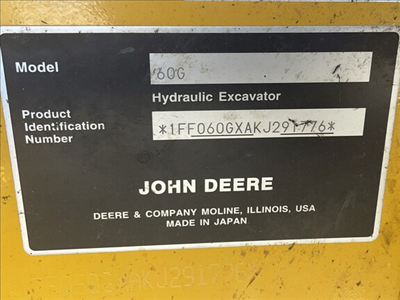 Model 60G
Hydraulic Excavator
Product
Identification *1FF060GXAKJ291776*
Number
JOHN DEERE
DEERE & COMPANY MOLINE, ILLINOIS, USA
MADE IN JAPAN